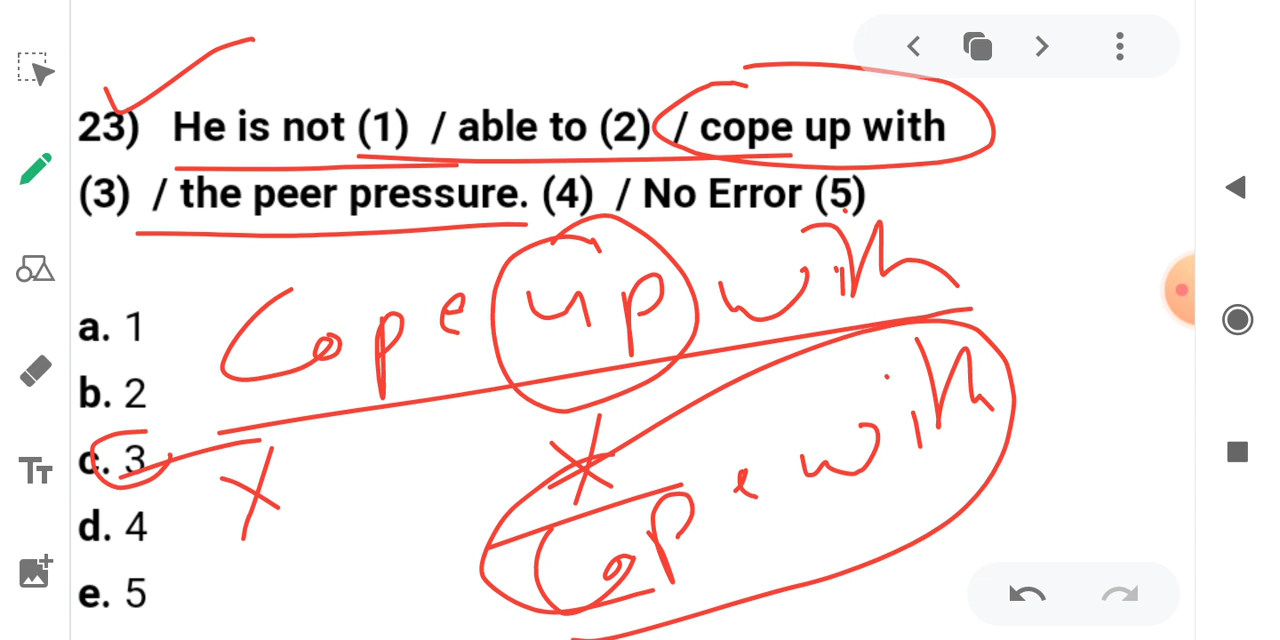 23) He is not (1) / able to (2) / cope up with
(3) / the peer pressure. (4) / No Error (5)
Cope up with
a. 1
b. 2
c. 3
Cope with
d. 4
e. 5
TT